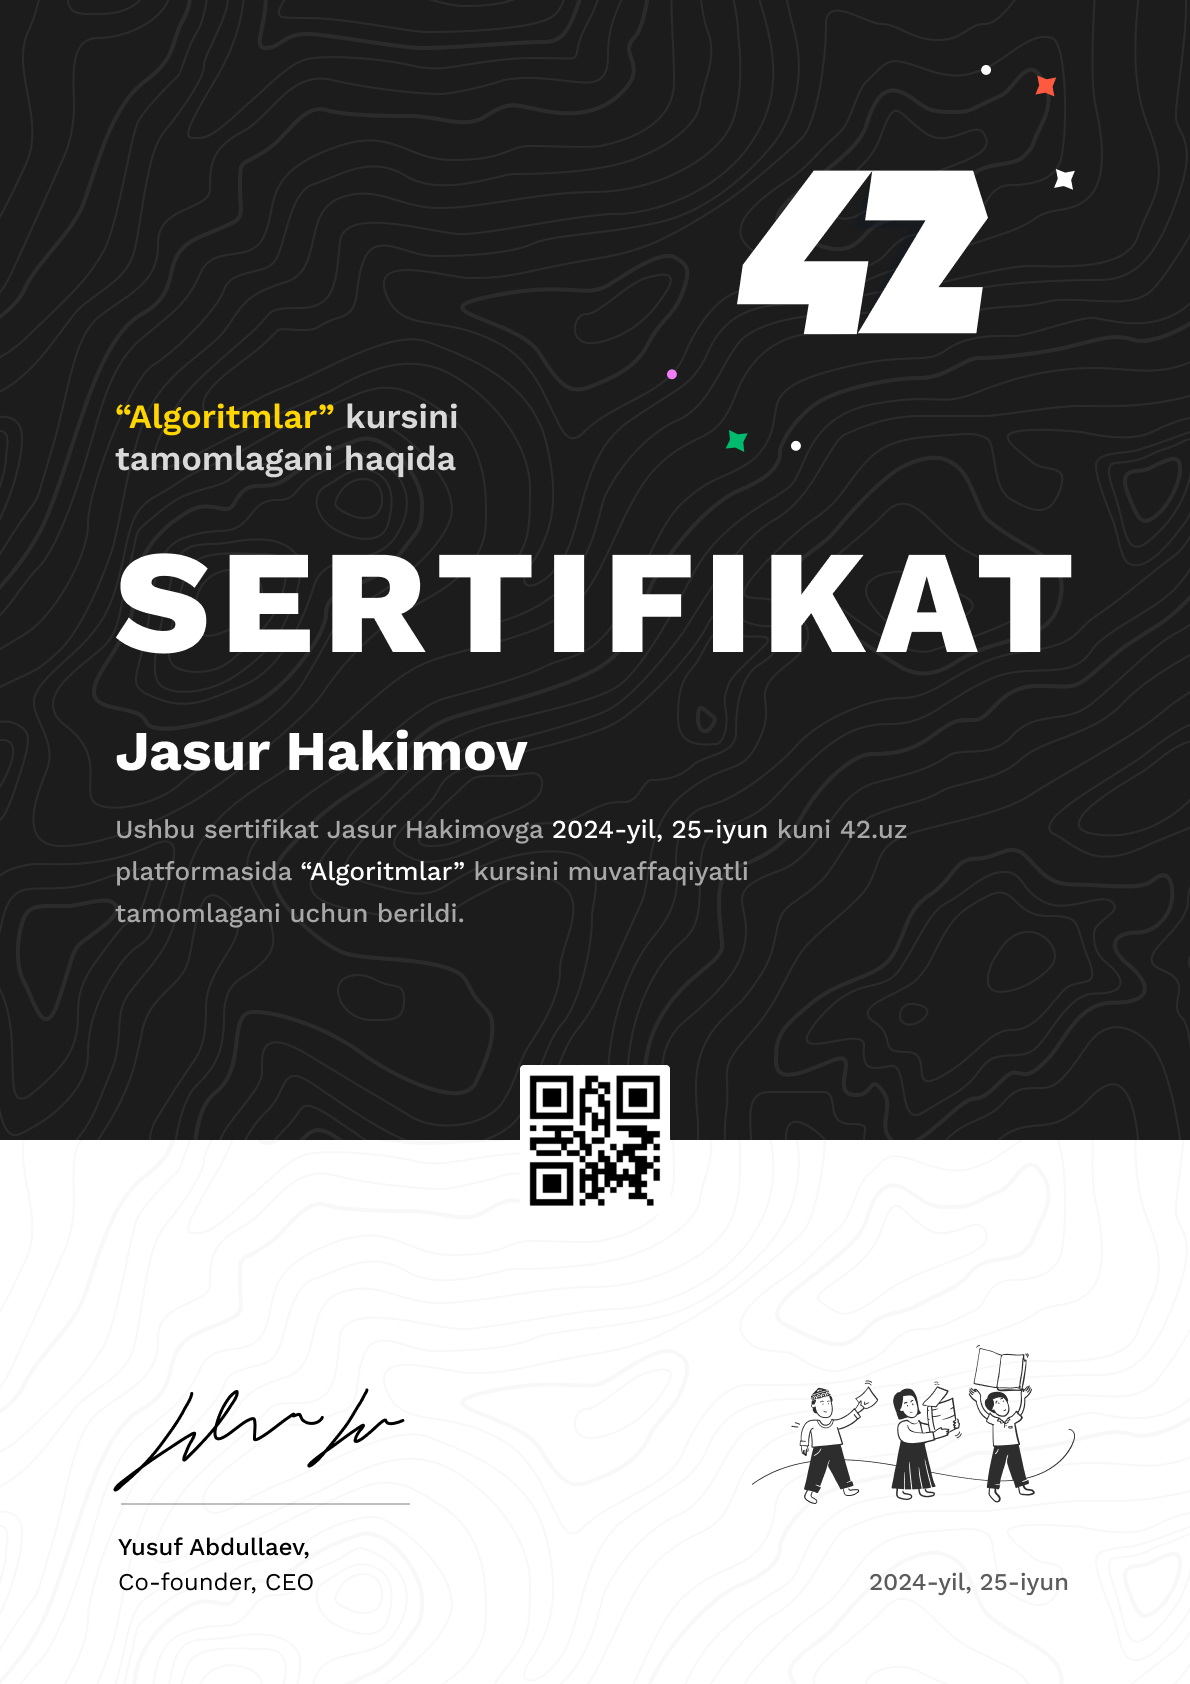 42
“Algoritmlar” kursini
tamomlagani haqida
SERTIFIKAT
Jasur Hakimov
Ushbu sertifikat Jasur Hakimovga 2024-yil, 25-iyun kuni 42.uz
platformasida “Algoritmlar” kursini muvaffaqiyatli
tamomlagani uchun berildi.
Yusuf Abdullaev,
Co-founder, CEO
2024-yil, 25-iyun